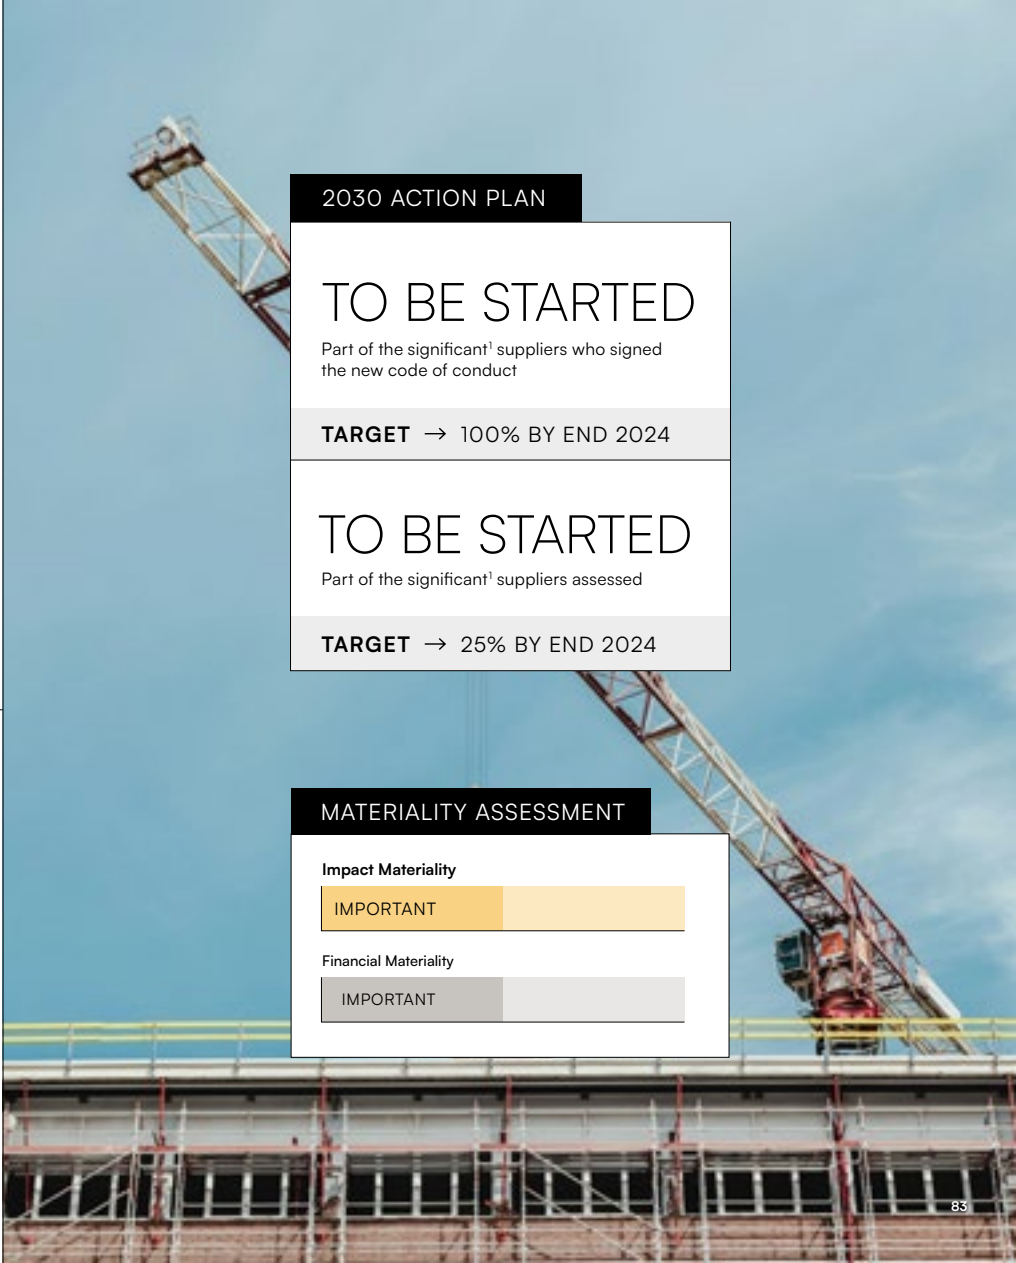 2030 ACTION PLAN
TO BE STARTED
Part of the significant¹ suppliers who signed
the new code of conduct
TARGET → 100% BY END 2024
TO BE STARTED
Part of the significant¹ suppliers assessed
TARGET → 25% BY END 2024
MATERIALITY ASSESSMENT
Impact Materiality
IMPORTANT
Financial Materiality
IMPORTANT
83